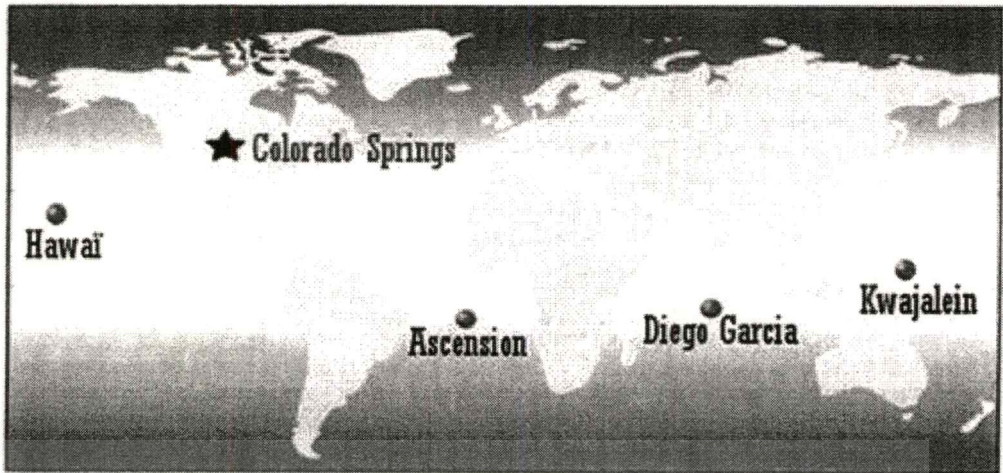 Colorado Springs
Hawaï
Kwajalein
Diego Garcia
Ascension